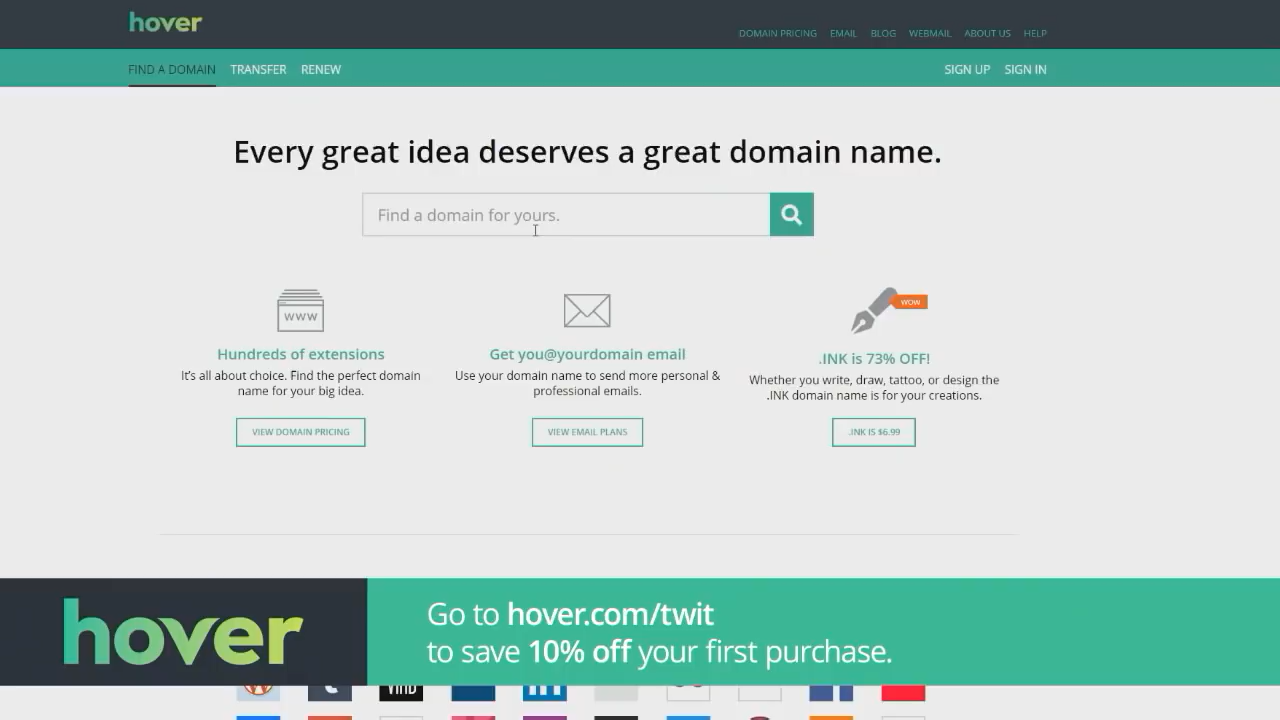 hover
DOMAIN PRICING EMAIL BLOG WEBMAIL ABOUT US HELP
FIND A DOMAIN TRANSFER RENEW SIGN UP SIGN IN
Every great idea deserves a great domain name.
Find a domain for yours.
www
WOW
Hundreds of extensions
It's all about choice. Find the perfect domain
name for your big idea.
VIEW DOMAIN PRICING
Get you@yourdomain email
Use your domain name to send more personal &
professional emails.
VIEW EMAIL PLANS
.INK is 73% OFF!
Whether you write, draw, tattoo, or design the
.INK domain name is for your creations.
.INK IS $6.99
hover
Go to hover.com/twit
to save 10% off your first purchase.